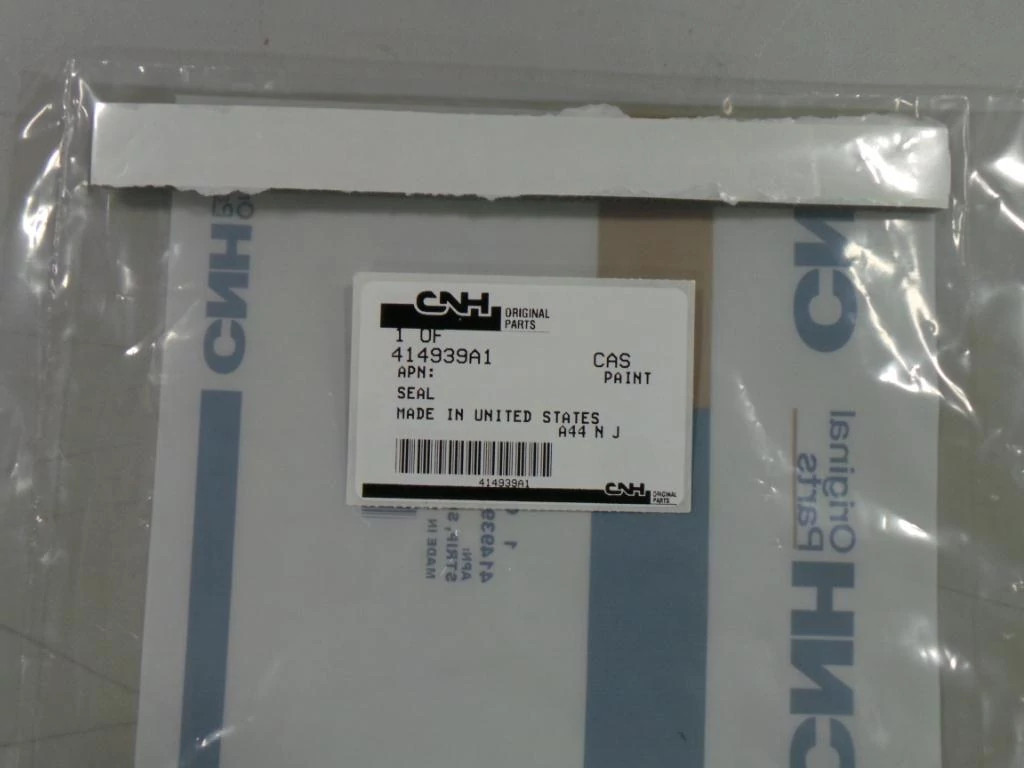 CNH ORIGINAL
PARTS
1 OF
414939A1 CAS
APN: PAINT
SEAL
MADE IN UNITED STATES
A44 N J
414939A1
CNH ORIGINAL
PARTS
CNH
CNH
CNH Original
Parts